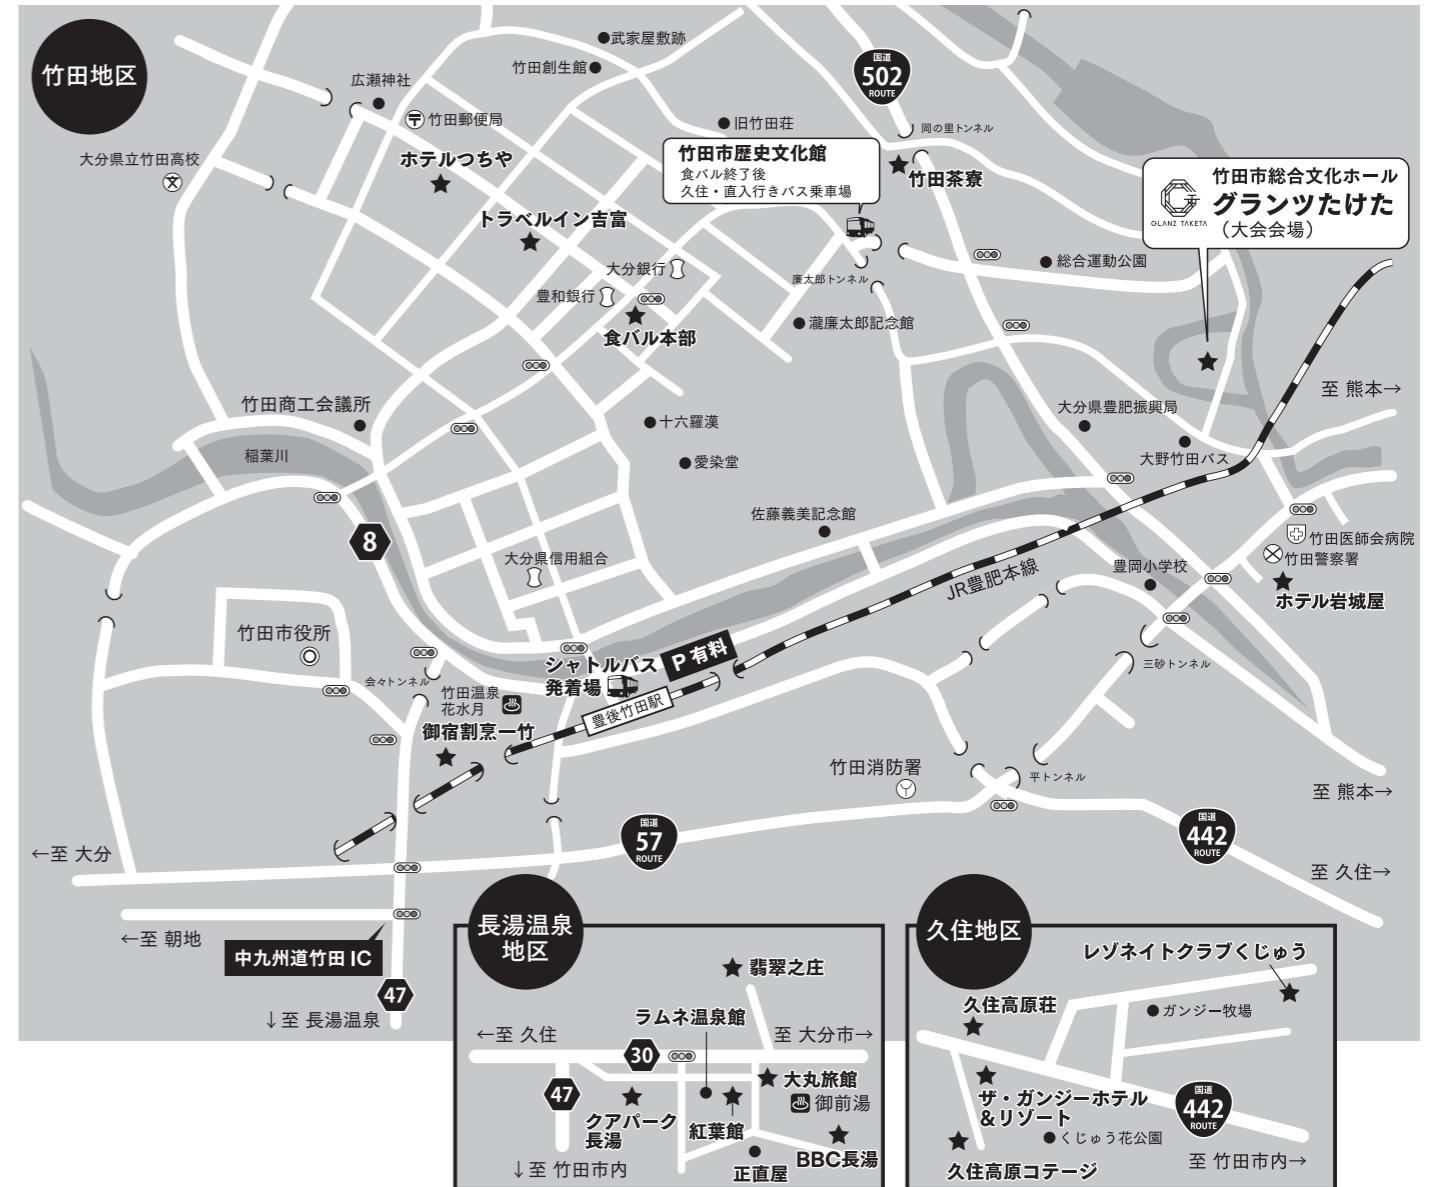 竹田地区
武家屋敷跡
竹田創生館
広瀬神社
竹田郵便局
大分県立竹田高校
ホテルつちや
旧竹田荘
国道
502
ROUTE
岡の里トンネル
竹田市歴史文化館
食バル終了後
久住・直入行きバス乗車場
竹田茶寮
竹田市総合文化ホール
グランツたけた
（大会会場）
GLANZ TAKETA
トラベルイン吉富
大分銀行
豊和銀行
食バル本部
廉太郎トンネル
総合運動公園
瀧廉太郎記念館
至 熊本→
竹田商工会議所
稲葉川
十六羅漢
愛染堂
大分県豊肥振興局
大野竹田バス
佐藤義美記念館
8
大分県信用組合
竹田医師会病院
竹田警察署
ホテル岩城屋
豊岡小学校
JR豊肥本線
竹田市役所
会々トンネル
竹田温泉
花水月
御宿割烹一竹
シャトルバス
発着場
P 有料
豊後竹田駅
三砂トンネル
竹田消防署
平トンネル
至 熊本→
国道
57
ROUTE
国道
442
ROUTE
至 久住→
←至 大分
←至 朝地
中九州道竹田 IC
47
↓至 長湯温泉
長湯温泉
地区
翡翠之庄
ラムネ温泉館
←至 久住
至 大分市→
30
47
大丸旅館
御前湯
クアパーク
長湯
紅葉館
BBC長湯
正直屋
↓至 竹田市内
久住地区
レゾネイトクラブくじゅう
久住高原荘
ガンジー牧場
ザ・ガンジーホテル
＆リゾート
国道
442
ROUTE
くじゅう花公園
久住高原コテージ
至 竹田市内→